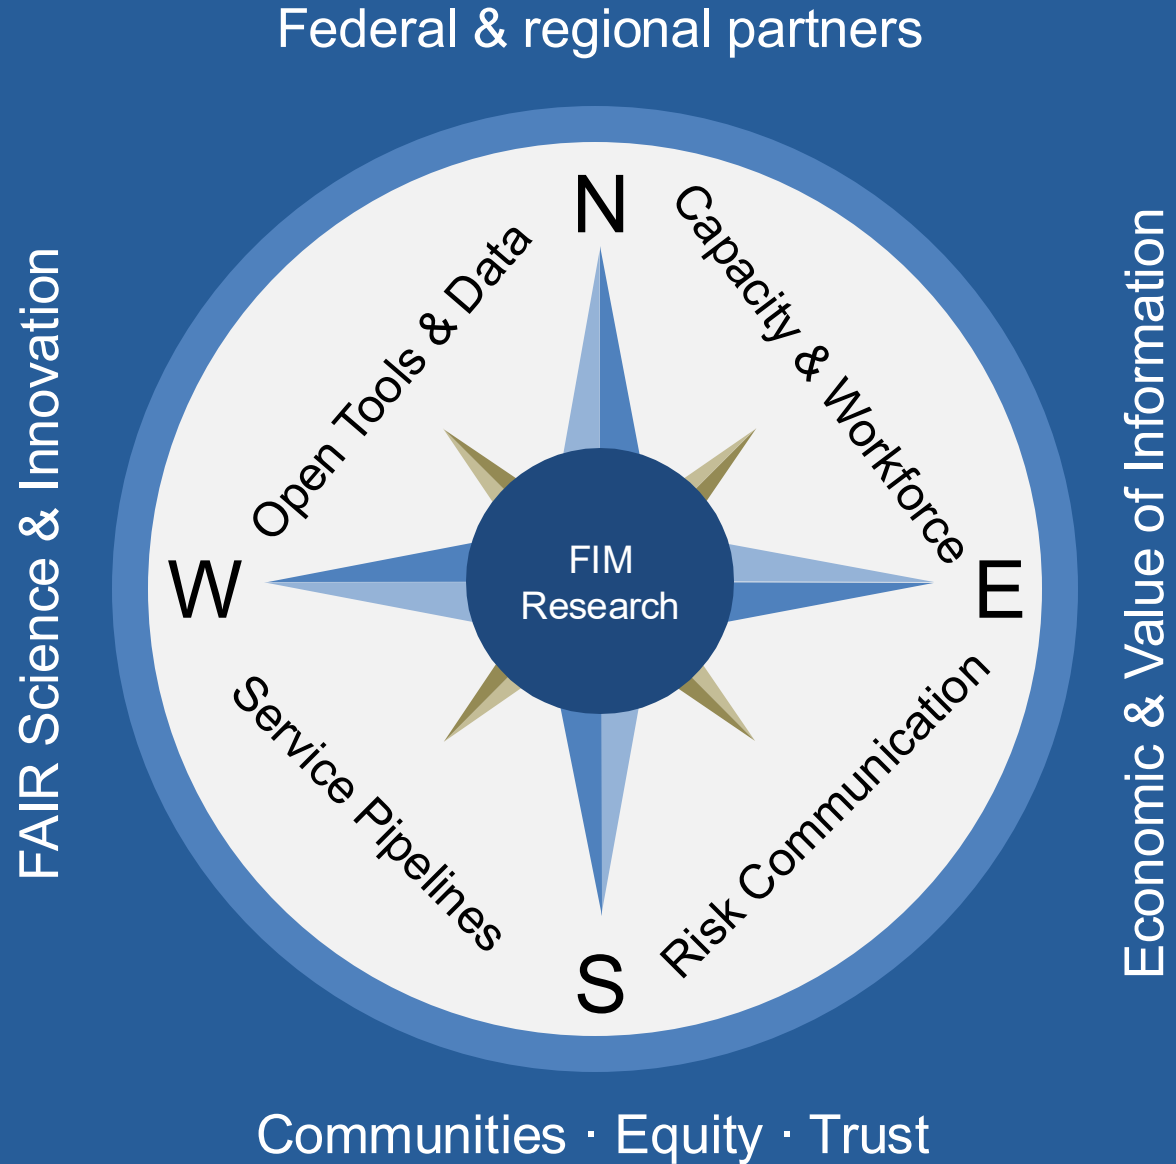 Federal & regional partners
N
Open Tools & Data
Capacity & Workforce
FAIR Science & Innovation
Economic & Value of Information
W
FIM
Research
E
Service Pipelines
Risk Communication
S
Communities · Equity · Trust